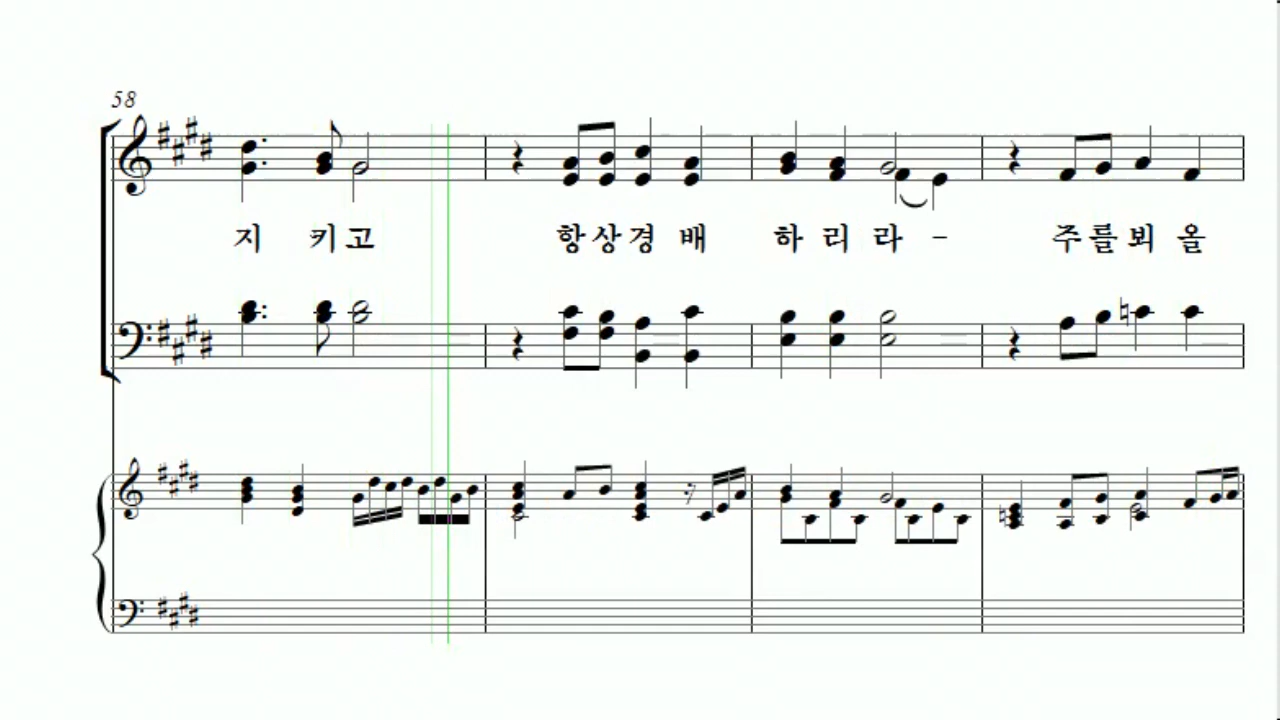 58
지 키 고 항 상 경 배 하 리 라 - 주 를 뵈 올